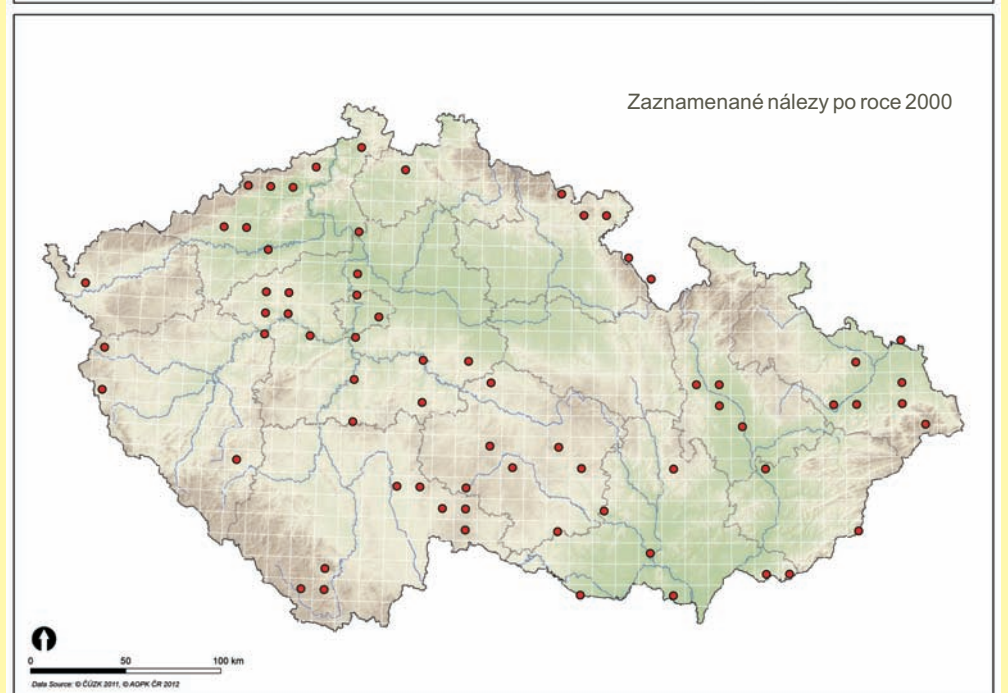 Zaznamenané nálezy po roce 2000
0 50 100 km
Data Source: © ČÚZK 2011, © AOPK ČR 2012